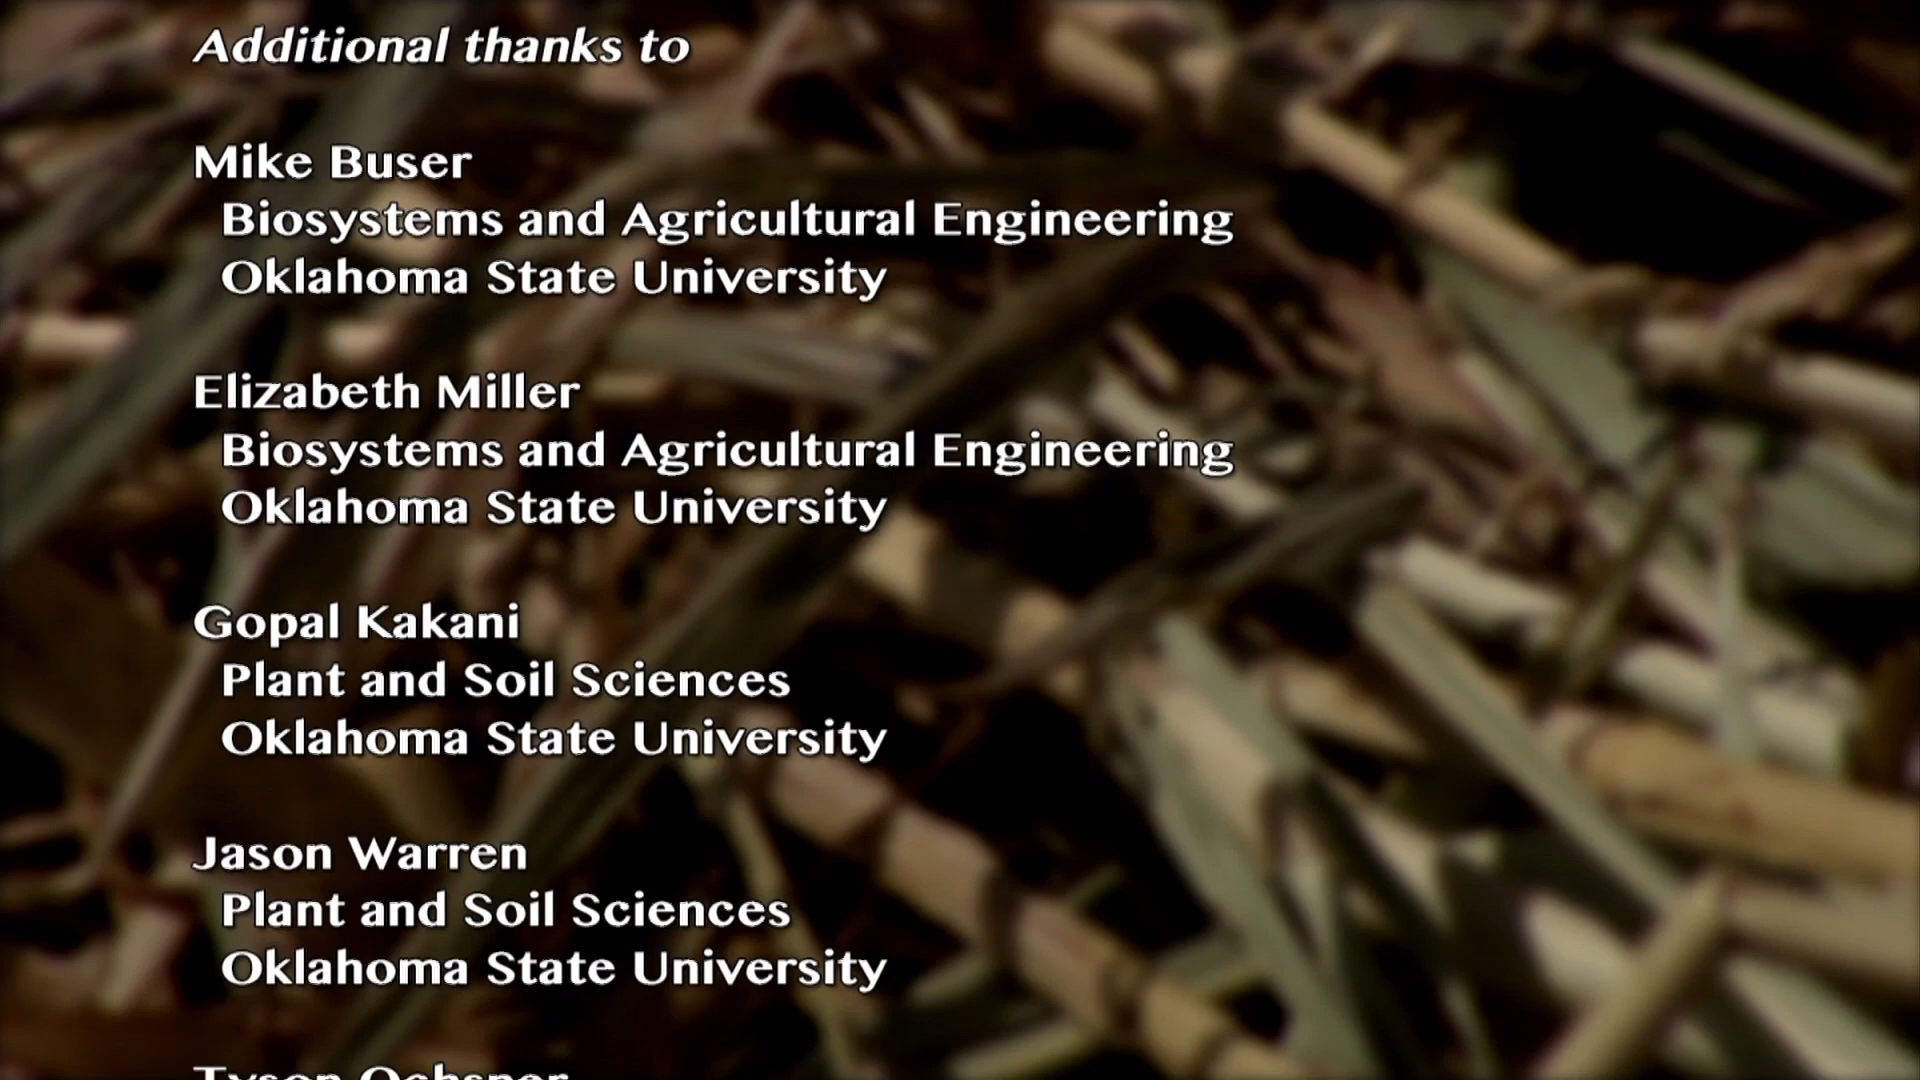 Additional thanks to
Mike Buser
Biosystems and Agricultural Engineering
Oklahoma State University
Elizabeth Miller
Biosystems and Agricultural Engineering
Oklahoma State University
Gopal Kakani
Plant and Soil Sciences
Oklahoma State University
Jason Warren
Plant and Soil Sciences
Oklahoma State University
Tyson Ochsner